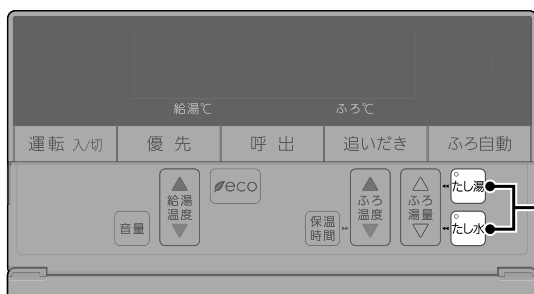 給湯℃ ふろ℃
運転 入/切 優先 呼出 追いだき ふろ自動
給湯温度
音量
eco
保温時間
ふろ温度
ふろ湯量
たし湯
たし水